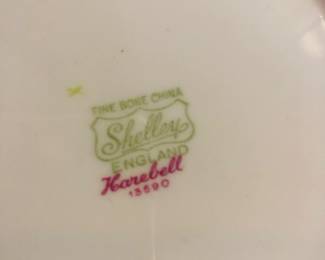 FINE BONE CHINA
Shelley
ENGLAND
Harebell
13590